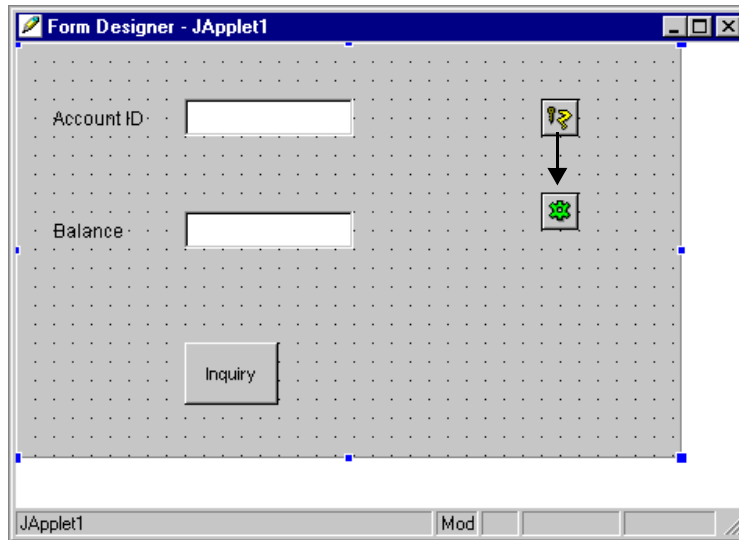 Form Designer - JApplet1
Account ID
Balance
Inquiry
JApplet1
Mod